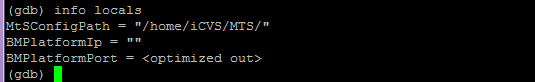 (gdb) info locals
MtSConfigPath = "/home/iCVS/MTS/"
BMPlatformIp = ""
BMPlatformPort = <optimized out>
(gdb)